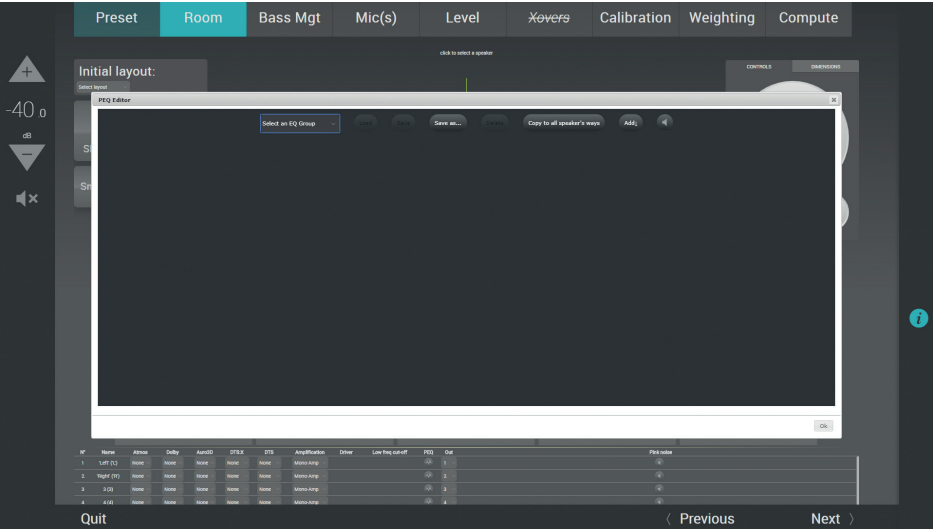 Preset Room Bass Mgt Mic(s) Level Xovers Calibration Weighting Compute
click to select a speaker
Initial layout:
CONTROLS DIMENSIONS
Select layout
PEQ Editor
-40.0
dB
Select an EQ Group Load Save Save as... Delete Copy to all speaker's ways Add
Ok
N° Name Atmos Dolby Auro3D DTS:X DTS Amplification Driver Low freq cut-off PEQ Out Pink noise
1 'Left' (L) None None None None None Mono-Amp 1
2 'Right' (R) None None None None None Mono-Amp 2
3 3 (3) None None None None None Mono-Amp 3
4 4 (4) None None None None None Mono-Amp 4
Quit Previous Next